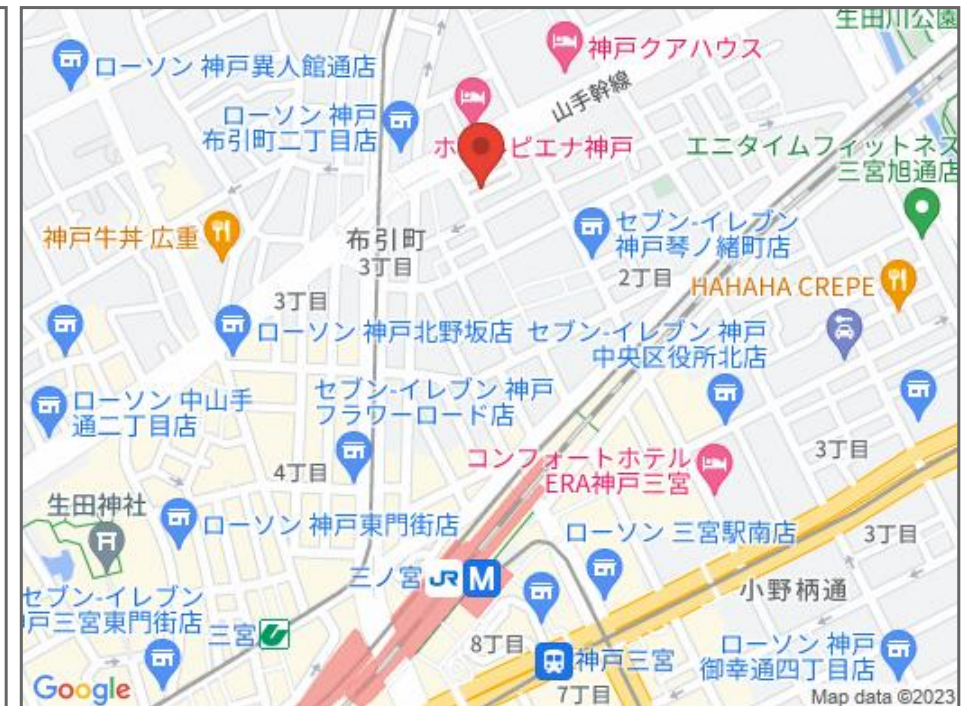 生田川公園
神戸クアハウス
ローソン 神戸異人館通店
山手幹線
ローソン 神戸
布引町二丁目店
ホ
ルピエナ神戸
エニタイムフィットネス
三宮旭通店
神戸牛丼 広重
布引町
3丁目
セブン-イレブン
神戸琴ノ緒町店
2丁目
HAHAHA CREPE
3丁目
ローソン 神戸北野坂店
セブン-イレブン 神戸
中央区役所北店
ローソン 中山手
通二丁目店
セブン-イレブン 神戸
フラワーロード店
3丁目
4丁目
コンフォートホテル
ERA神戸三宮
生田神社
ローソン 神戸東門街店
ローソン 三宮駅南店
3丁目
三ノ宮 JR M
小野柄通
セブン-イレブン
戸三宮東門街店
三宮
8丁目
神戸三宮
ローソン 神戸
御幸通四丁目店
7丁目
Google
Map data ©2023